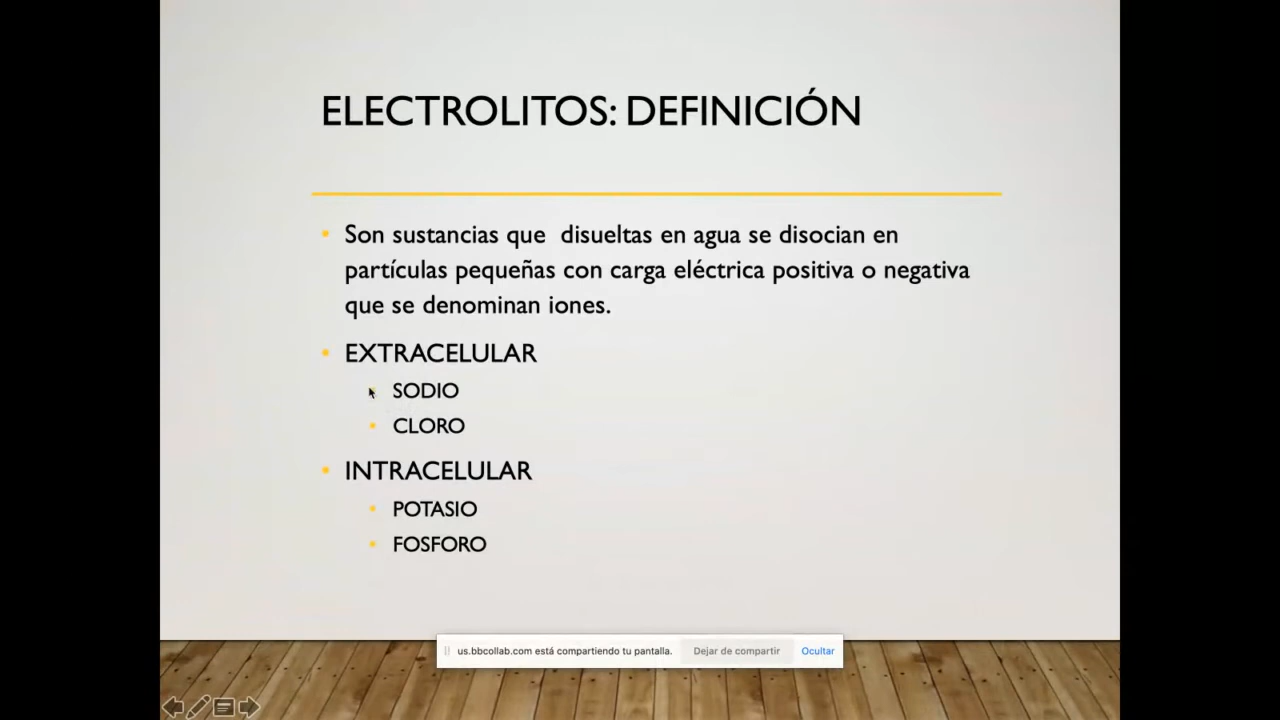 ELECTROLITOS: DEFINICIÓN
Son sustancias que disueltas en agua se disocian en
partículas pequeñas con carga eléctrica positiva o negativa
que se denominan iones.
EXTRACELULAR
SODIO
CLORO
INTRACELULAR
POTASIO
FOSFORO
us.bbcollab.com está compartiendo tu pantalla. Dejar de compartir Ocultar